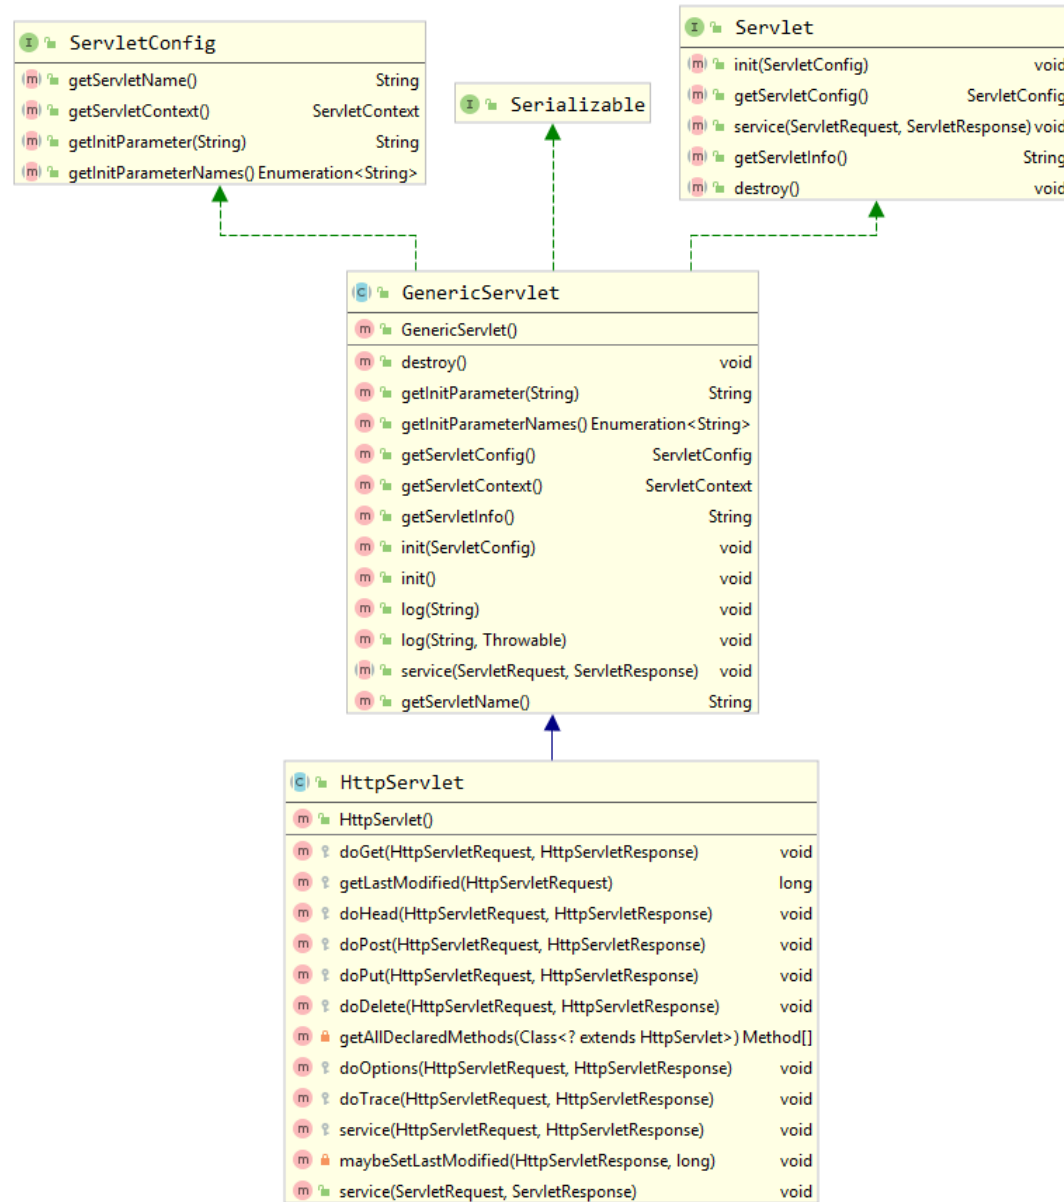 ServletConfig
getServletName() String
getServletContext() ServletContext
getInitParameter(String) String
getInitParameterNames() Enumeration<String>
Serializable
Servlet
init(ServletConfig) void
getServletConfig() ServletConfig
service(ServletRequest, ServletResponse) void
getServletInfo() String
destroy() void
GenericServlet
GenericServlet()
destroy() void
getInitParameter(String) String
getInitParameterNames() Enumeration<String>
getServletConfig() ServletConfig
getServletContext() ServletContext
getServletInfo() String
init(ServletConfig) void
init() void
log(String) void
log(String, Throwable) void
service(ServletRequest, ServletResponse) void
getServletName() String
HttpServlet
HttpServlet()
doGet(HttpServletRequest, HttpServletResponse) void
getLastModified(HttpServletRequest) long
doHead(HttpServletRequest, HttpServletResponse) void
doPost(HttpServletRequest, HttpServletResponse) void
doPut(HttpServletRequest, HttpServletResponse) void
doDelete(HttpServletRequest, HttpServletResponse) void
getAllDeclaredMethods(Class<? extends HttpServlet>) Method[]
doOptions(HttpServletRequest, HttpServletResponse) void
doTrace(HttpServletRequest, HttpServletResponse) void
service(HttpServletRequest, HttpServletResponse) void
maybeSetLastModified(HttpServletResponse, long) void
service(ServletRequest, ServletResponse) void